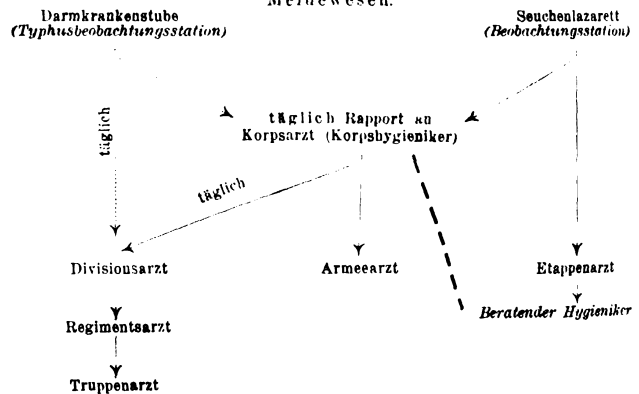 Meldewesen.
Darmkrankenstube
(Typhusbeobachtungsstation)
Seuchenlazarett
(Beobachtungsstation)
täglich
täglich Rapport an
Korpsarzt (Korpshygieniker)
täglich
Divisionsarzt
Armeearzt
Etappenarzt
Beratender Hygieniker
Regimentsarzt
Truppenarzt